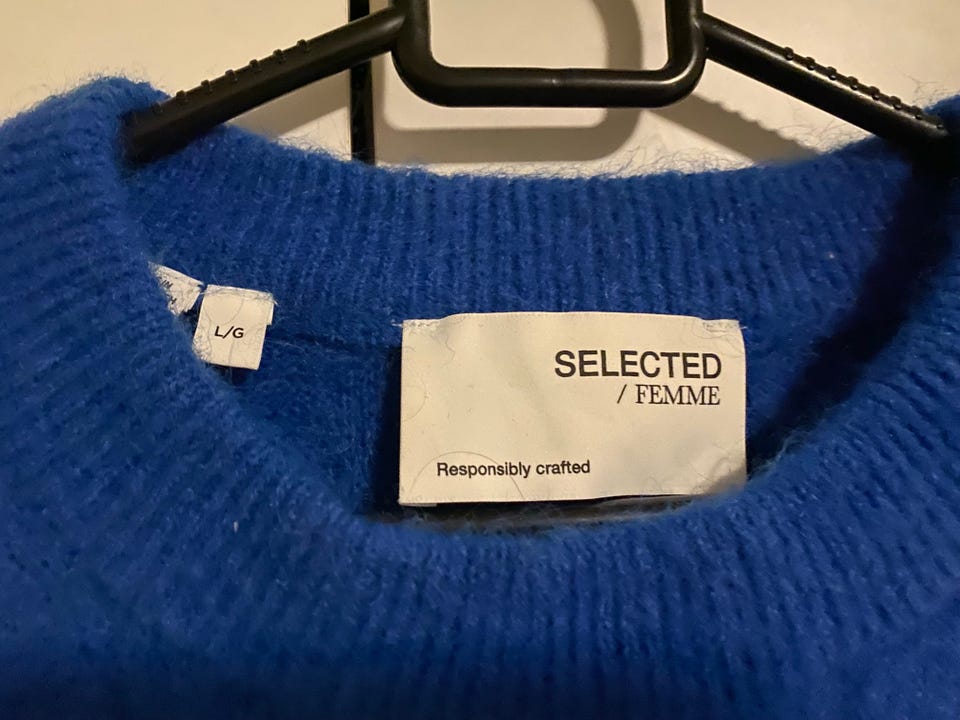 L/G
SELECTED
/ FEMME
Responsibly crafted